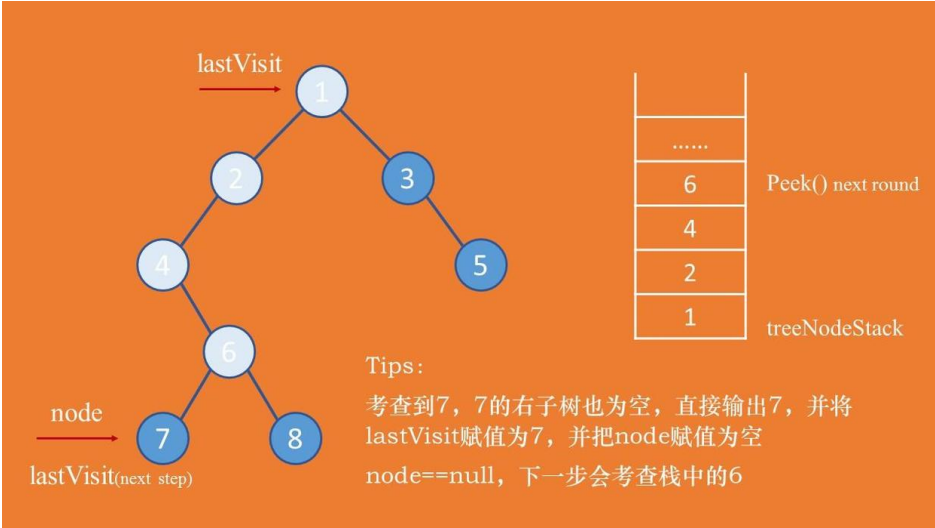 lastVisit
1
2
3
4
5
6
7
8
node
lastVisit(next step)
……
6
Peek() next round
4
2
1
treeNodeStack
Tips:
考查到7，7的右子树也为空，直接输出7，并将
lastVisit赋值为7，并把node赋值为空
node==null，下一步会考查栈中的6